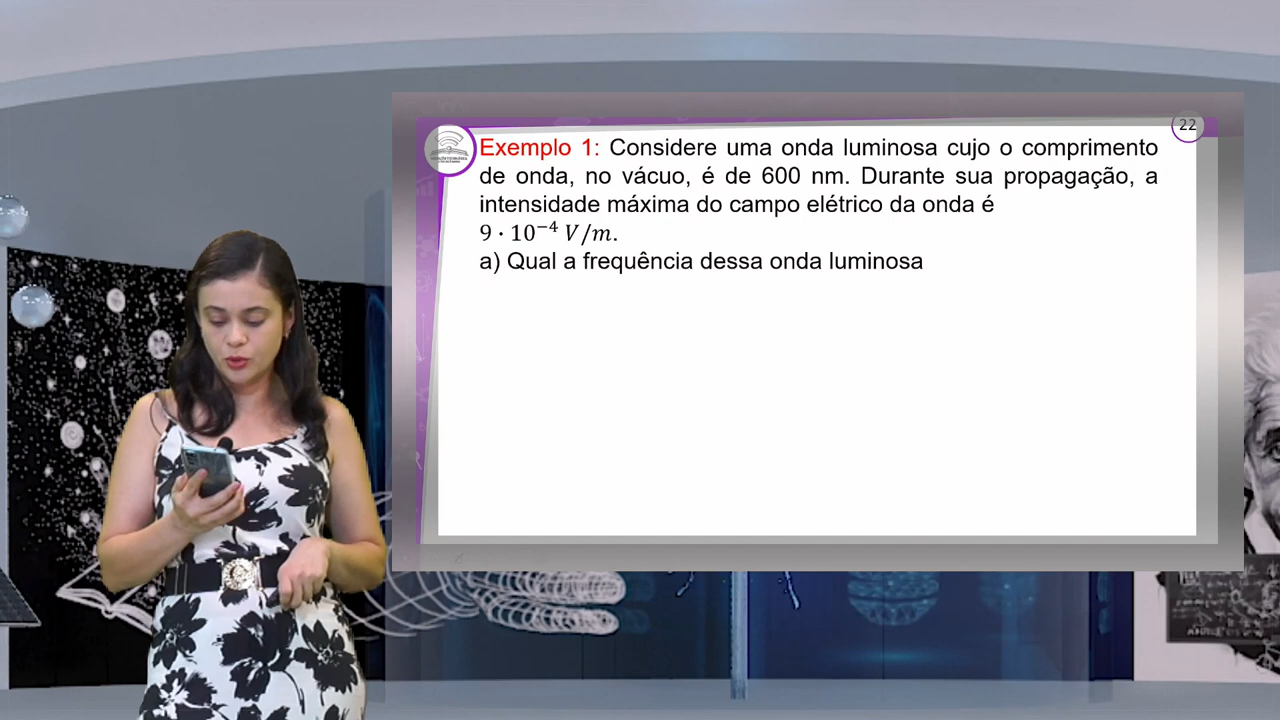 22
Exemplo 1: Considere uma onda luminosa cujo o comprimento
de onda, no vácuo, é de 600 nm. Durante sua propagação, a
intensidade máxima do campo elétrico da onda é
9 · 10⁻⁴ V/m.
a) Qual a frequência dessa onda luminosa